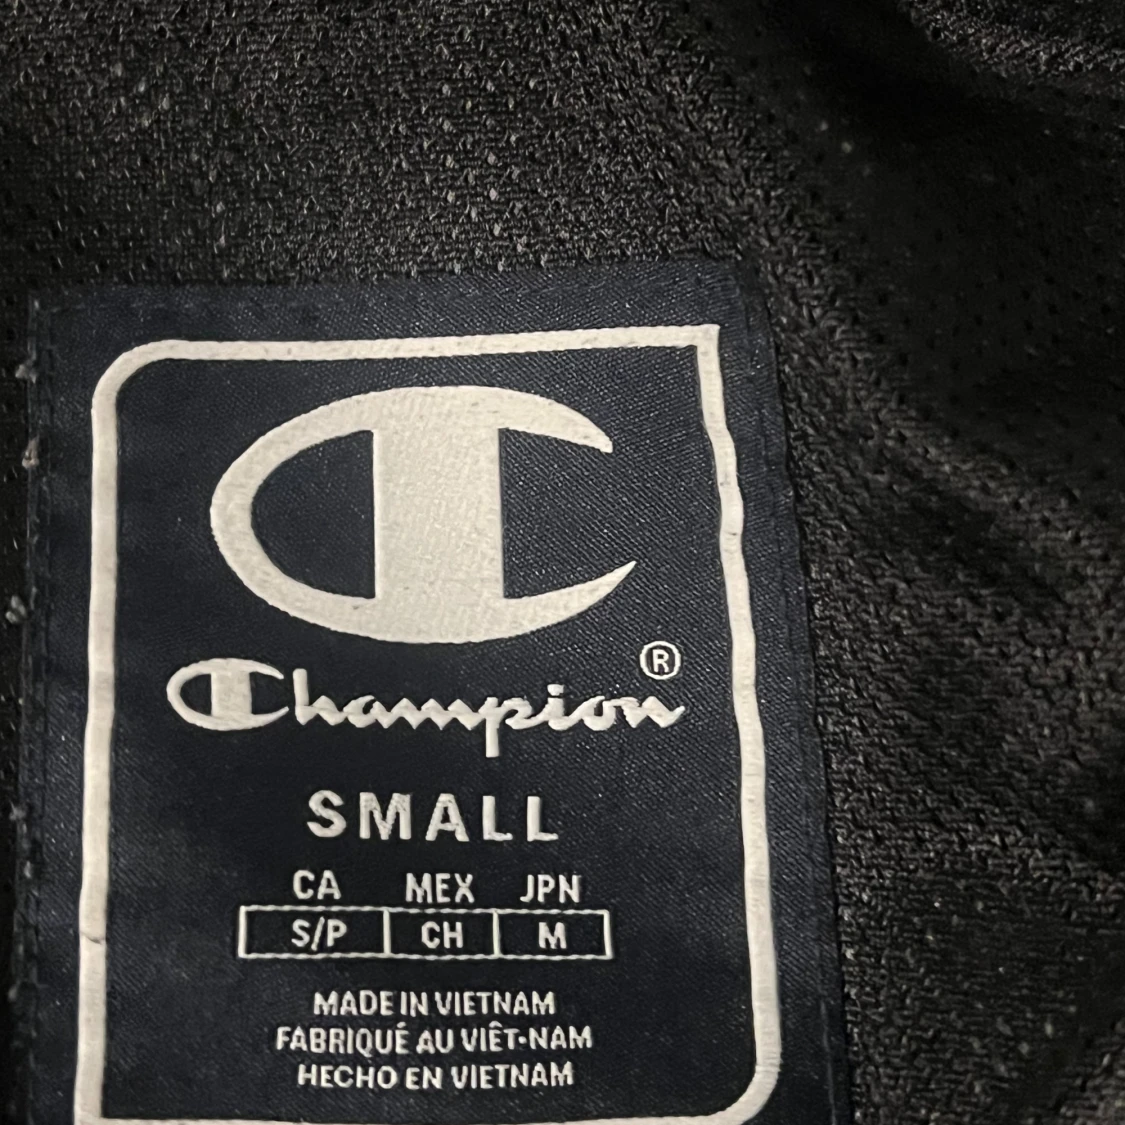 C
Champion®
SMALL
CA MEX JPN
S/P CH M
MADE IN VIETNAM
FABRIQUÉ AU VIÊT-NAM
HECHO EN VIETNAM